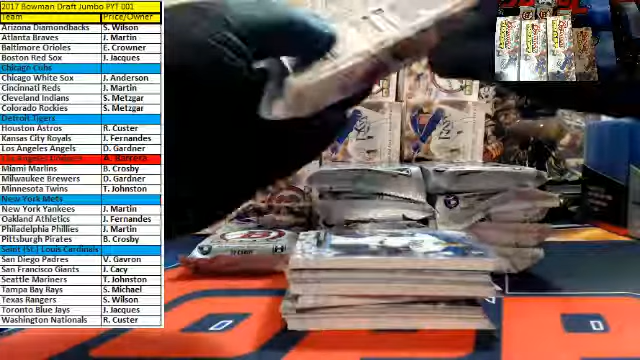 2017 Bowman Draft Jumbo PYT 001
Team Price/Owner
Arizona Diamondbacks S. Wilson
Atlanta Braves J. Martin
Baltimore Orioles E. Crowner
Boston Red Sox J. Jacques
Chicago Cubs
Chicago White Sox J. Anderson
Cincinnati Reds J. Martin
Cleveland Indians S. Metzgar
Colorado Rockies S. Metzgar
Detroit Tigers
Houston Astros R. Custer
Kansas City Royals J. Fernandes
Los Angeles Angels D. Gardner
Los Angeles Dodgers A. Barrera
Miami Marlins B. Crosby
Milwaukee Brewers D. Gardner
Minnesota Twins T. Johnston
New York Mets
New York Yankees J. Martin
Oakland Athletics J. Fernandes
Philadelphia Phillies J. Martin
Pittsburgh Pirates B. Crosby
Saint (St.) Louis Cardinals
San Diego Padres V. Gavron
San Francisco Giants J. Cacy
Seattle Mariners T. Johnston
Tampa Bay Rays S. Michael
Texas Rangers S. Wilson
Toronto Blue Jays J. Jacques
Washington Nationals R. Custer